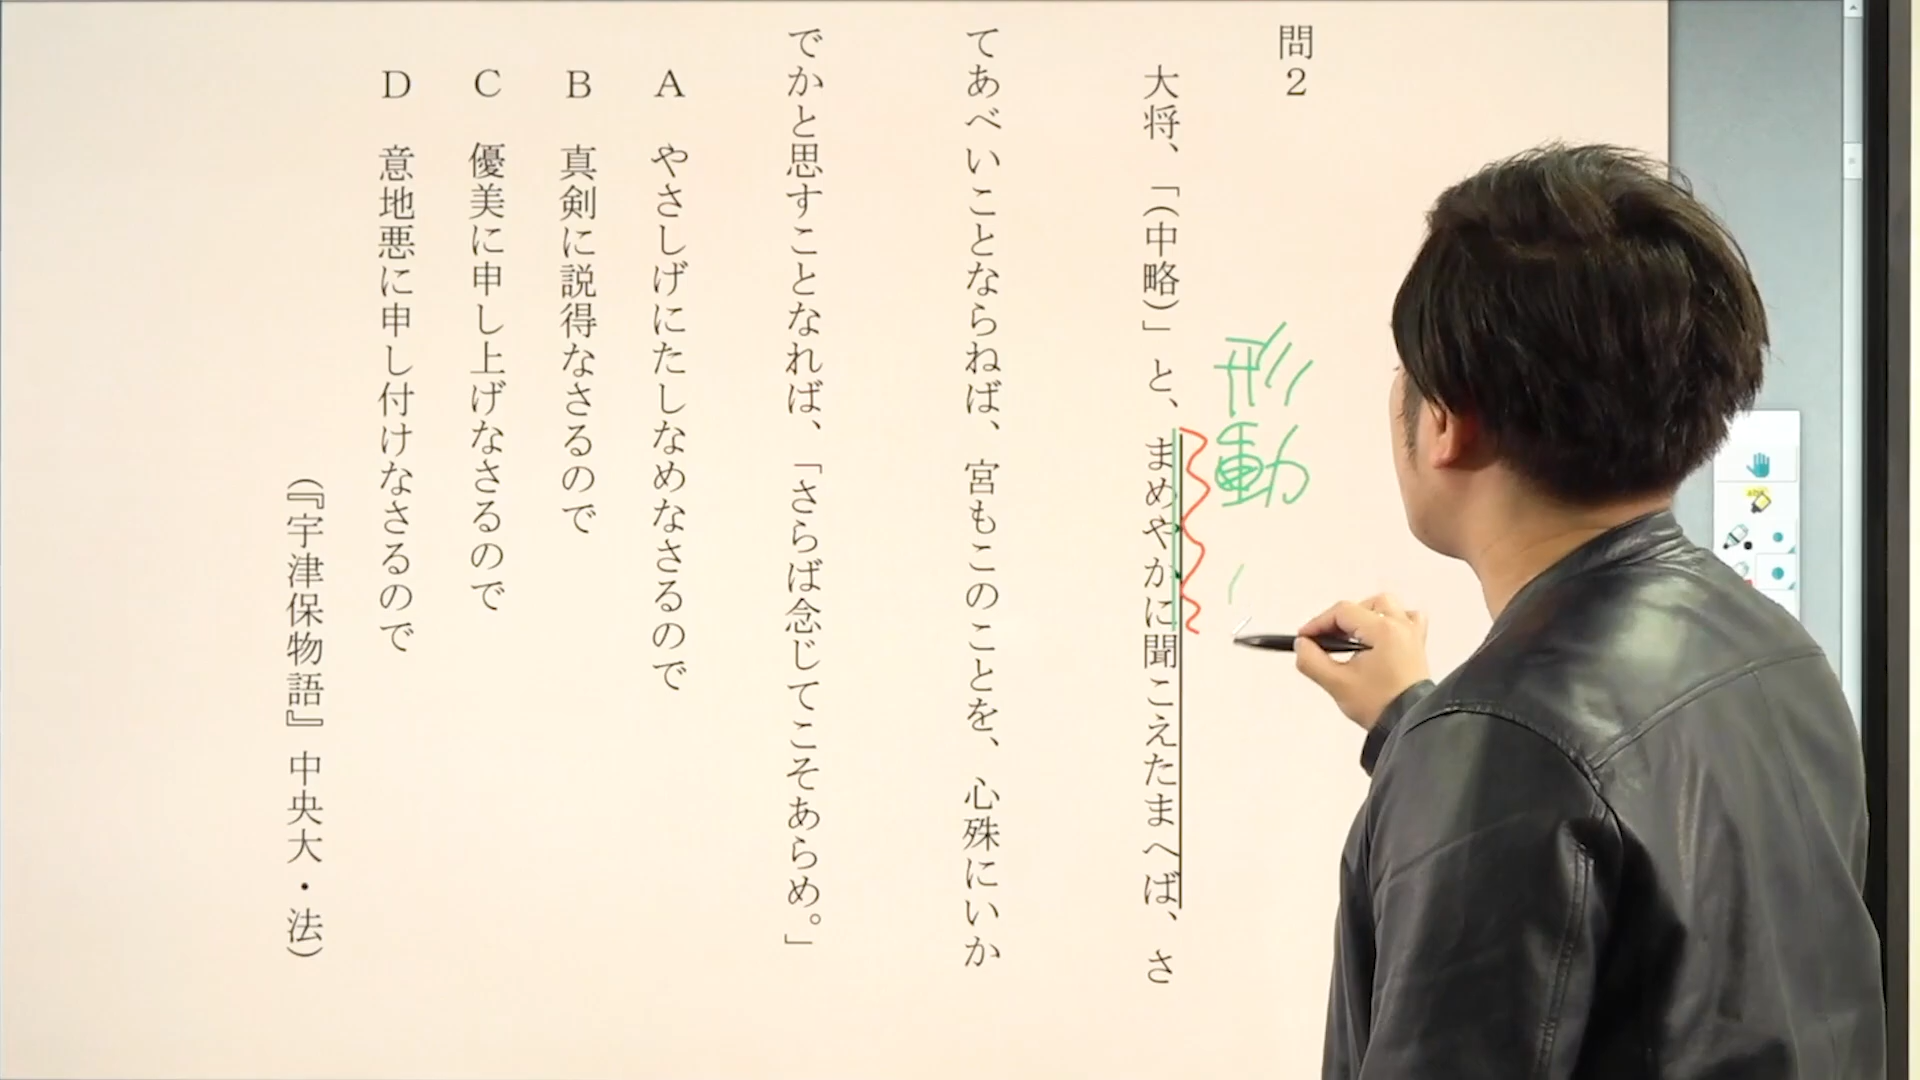 問2
大将、「(中略)」と、まめやかに聞こえたまへば、さ
てあべいことならねば、宮もこのことを、心殊にいか
でかと思すことなれば、「さらば念じてこそあらめ。」
A やさしげにたしなめなさるので
B 真剣に説得なさるので
C 優美に申し上げなさるので
D 意地悪に申し付けなさるので
(『宇津保物語』中央大・法)
形動